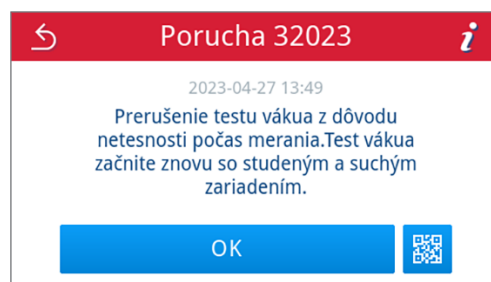 Porucha 32023
i
2023-04-27 13:49
Prerušenie testu vákua z dôvodu
netesnosti počas merania.Test vákua
začnite znovu so studeným a suchým
zariadením.
OK